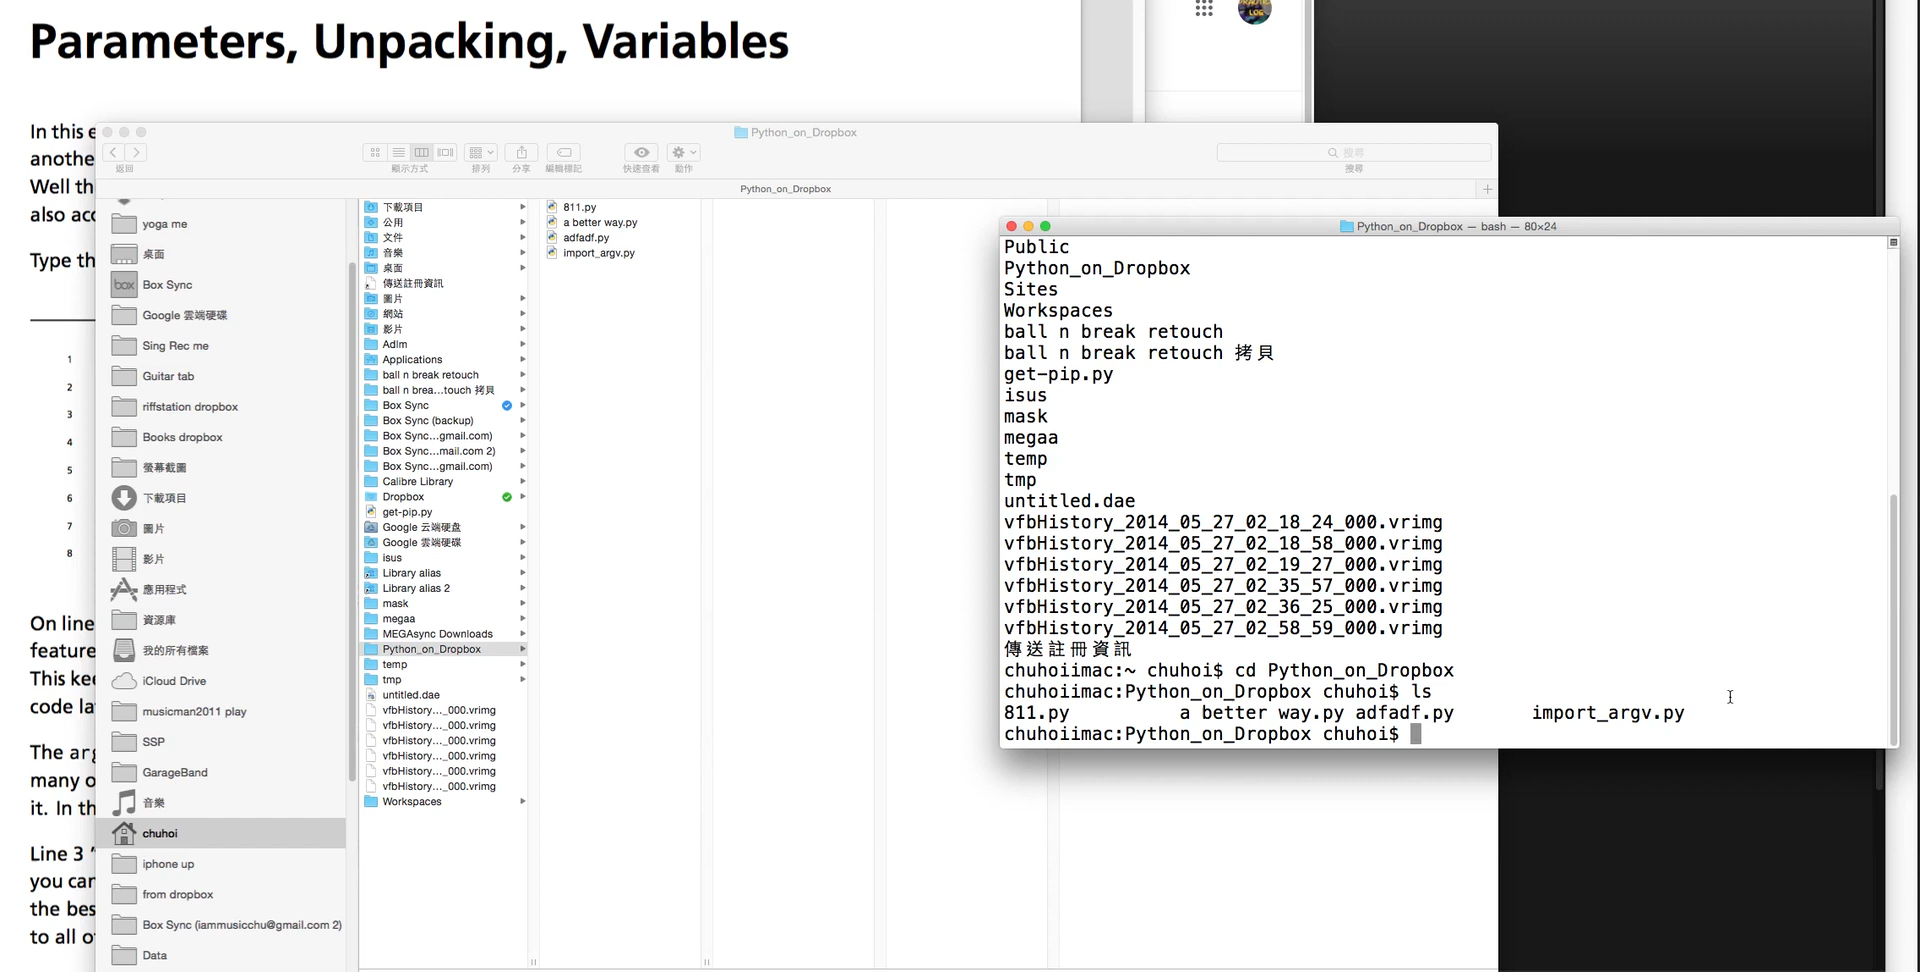 Parameters, Unpacking, Variables
In this e
anothe
Well th
also acc
Type th
1
2
3
4
5
6
7
8
On line
feature
This kee
code la
The arg
many o
it. In th
Line 3 “
you can
the bes
to all of
Python_on_Dropbox
返回
顯示方式
排列
分享
編輯標記
快速查看
動作
搜尋
搜尋
Python_on_Dropbox
yoga me
桌面
Box Sync
Google 雲端硬碟
Sing Rec me
Guitar tab
riffstation dropbox
Books dropbox
螢幕截圖
下載項目
圖片
影片
應用程式
資源庫
我的所有檔案
iCloud Drive
musicman2011 play
SSP
GarageBand
音樂
chuhoi
iphone up
from dropbox
Box Sync (iammusicchu@gmail.com 2)
Data
下載項目
公用
文件
音樂
桌面
傳送註冊資訊
圖片
網站
影片
Adlm
Applications
ball n break retouch
ball n brea...touch 拷貝
Box Sync
Box Sync (backup)
Box Sync...gmail.com)
Box Sync...mail.com 2)
Box Sync...gmail.com)
Calibre Library
Dropbox
get-pip.py
Google 云端硬盘
Google 雲端硬碟
isus
Library alias
Library alias 2
mask
megaa
MEGAsync Downloads
Python_on_Dropbox
temp
tmp
untitled.dae
vfbHistory..._000.vrimg
vfbHistory..._000.vrimg
vfbHistory..._000.vrimg
vfbHistory..._000.vrimg
vfbHistory..._000.vrimg
vfbHistory..._000.vrimg
Workspaces
811.py
a better way.py
adfadf.py
import_argv.py
Python_on_Dropbox — bash — 80×24
Public
Python_on_Dropbox
Sites
Workspaces
ball n break retouch
ball n break retouch 拷貝
get-pip.py
isus
mask
megaa
temp
tmp
untitled.dae
vfbHistory_2014_05_27_02_18_24_000.vrimg
vfbHistory_2014_05_27_02_18_58_000.vrimg
vfbHistory_2014_05_27_02_19_27_000.vrimg
vfbHistory_2014_05_27_02_35_57_000.vrimg
vfbHistory_2014_05_27_02_36_25_000.vrimg
vfbHistory_2014_05_27_02_58_59_000.vrimg
傳送註冊資訊
chuhoiimac:~ chuhoi$ cd Python_on_Dropbox
chuhoiimac:Python_on_Dropbox chuhoi$ ls
811.py a better way.py adfadf.py import_argv.py
chuhoiimac:Python_on_Dropbox chuhoi$